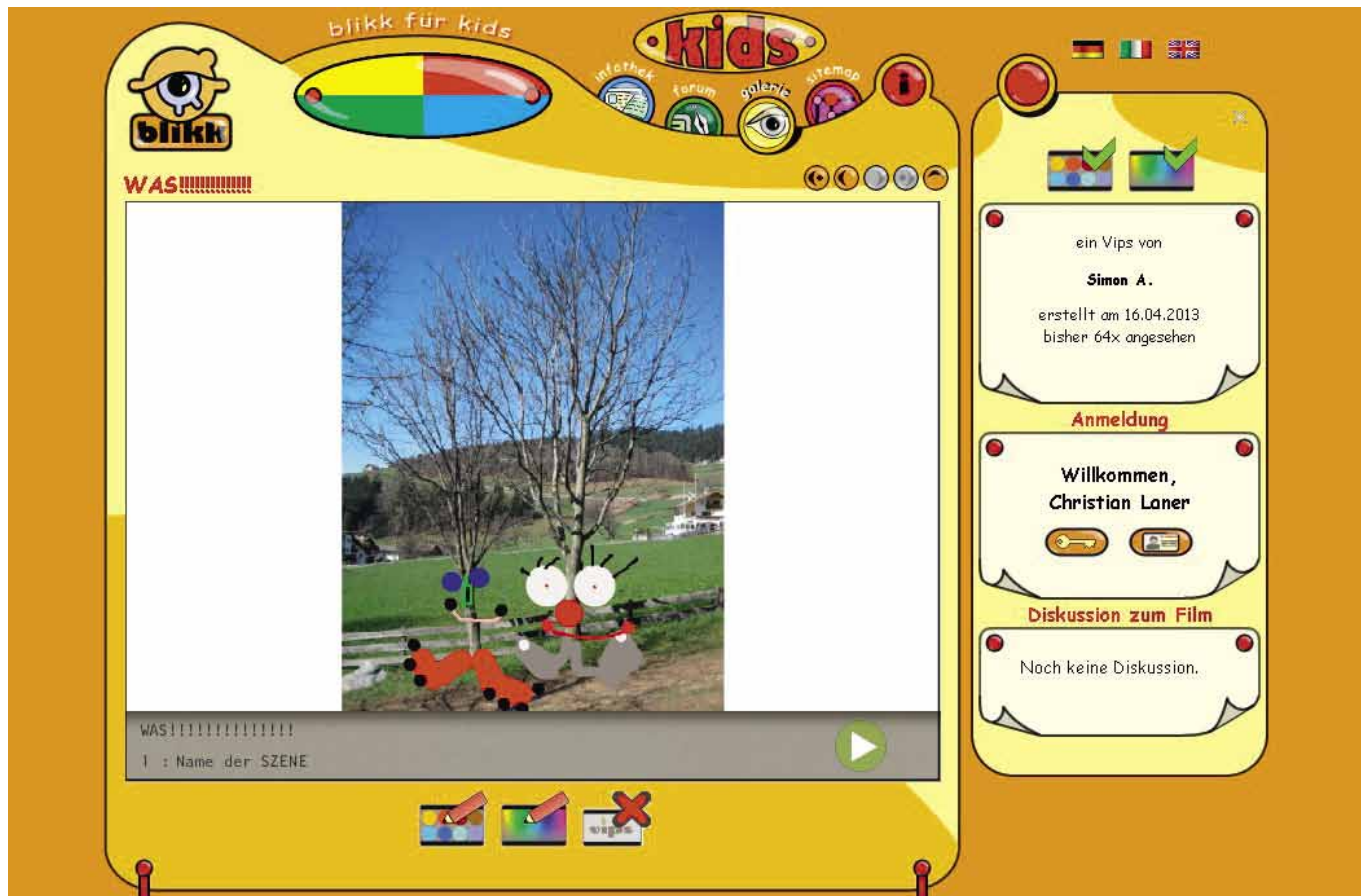 blikk für kids
kids
infothek
forum
galerie
sitemap
i
blikk
WAS!!!!!!!!!!!!!!
ein Vips von
Simon A.
erstellt am 16.04.2013
bisher 64x angesehen
Anmeldung
Willkommen,
Christian Laner
Diskussion zum Film
Noch keine Diskussion.
WAS!!!!!!!!!!!!!!
1 : Name der SZENE
vips